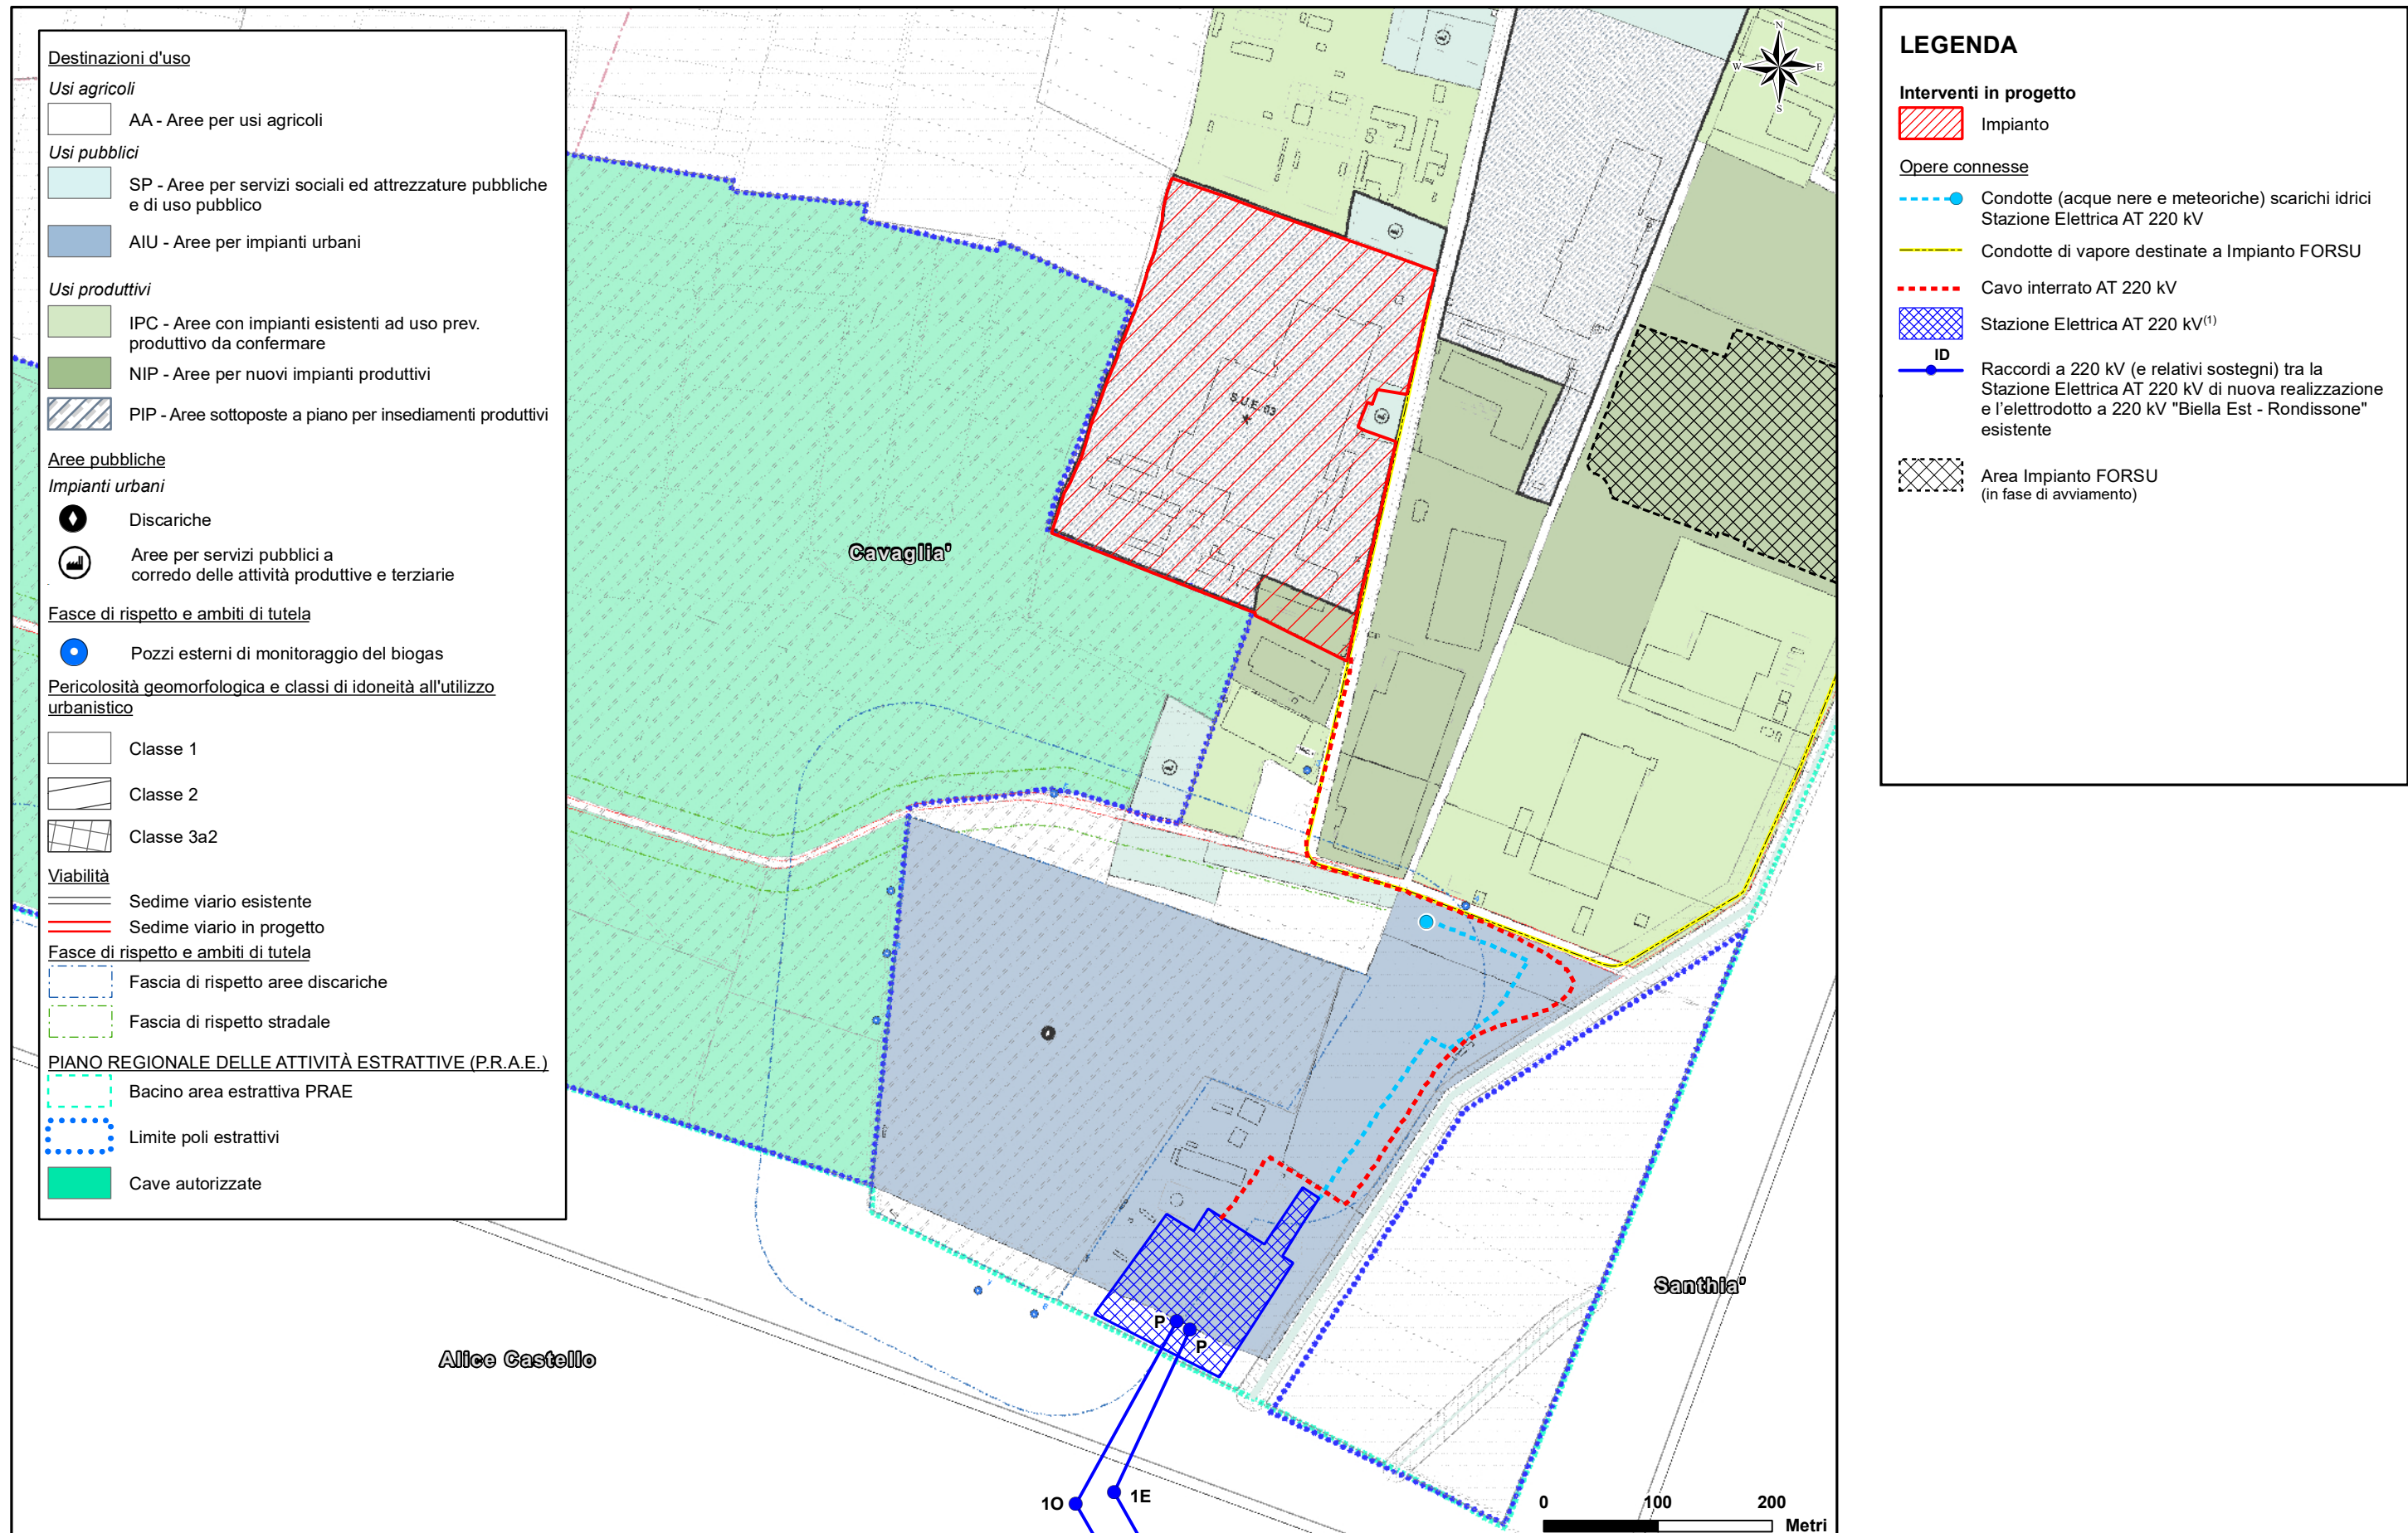 Destinazioni d'uso
Usi agricoli
AA - Aree per usi agricoli
Usi pubblici
SP - Aree per servizi sociali ed attrezzature pubbliche
e di uso pubblico
AIU - Aree per impianti urbani
Usi produttivi
IPC - Aree con impianti esistenti ad uso prev.
produttivo da confermare
NIP - Aree per nuovi impianti produttivi
PIP - Aree sottoposte a piano per insediamenti produttivi
Aree pubbliche
Impianti urbani
Discariche
Aree per servizi pubblici a
corredo delle attività produttive e terziarie
Fasce di rispetto e ambiti di tutela
Pozzi esterni di monitoraggio del biogas
Pericolosità geomorfologica e classi di idoneità all'utilizzo
urbanistico
Classe 1
Classe 2
Classe 3a2
Viabilità
Sedime viario esistente
Sedime viario in progetto
Fasce di rispetto e ambiti di tutela
Fascia di rispetto aree discariche
Fascia di rispetto stradale
PIANO REGIONALE DELLE ATTIVITÀ ESTRATTIVE (P.R.A.E.)
Bacino area estrattiva PRAE
Limite poli estrattivi
Cave autorizzate
N
W
E
S
S.U.E. 03
Cavaglia'
Santhia'
Alice Castello
P
P
1O
1E
0
100
200
Metri
LEGENDA
Interventi in progetto
Impianto
Opere connesse
Condotte (acque nere e meteoriche) scarichi idrici
Stazione Elettrica AT 220 kV
Condotte di vapore destinate a Impianto FORSU
Cavo interrato AT 220 kV
Stazione Elettrica AT 220 kV(1)
ID
Raccordi a 220 kV (e relativi sostegni) tra la
Stazione Elettrica AT 220 kV di nuova realizzazione
e l'elettrodotto a 220 kV "Biella Est - Rondissone"
esistente
Area Impianto FORSU
(in fase di avviamento)